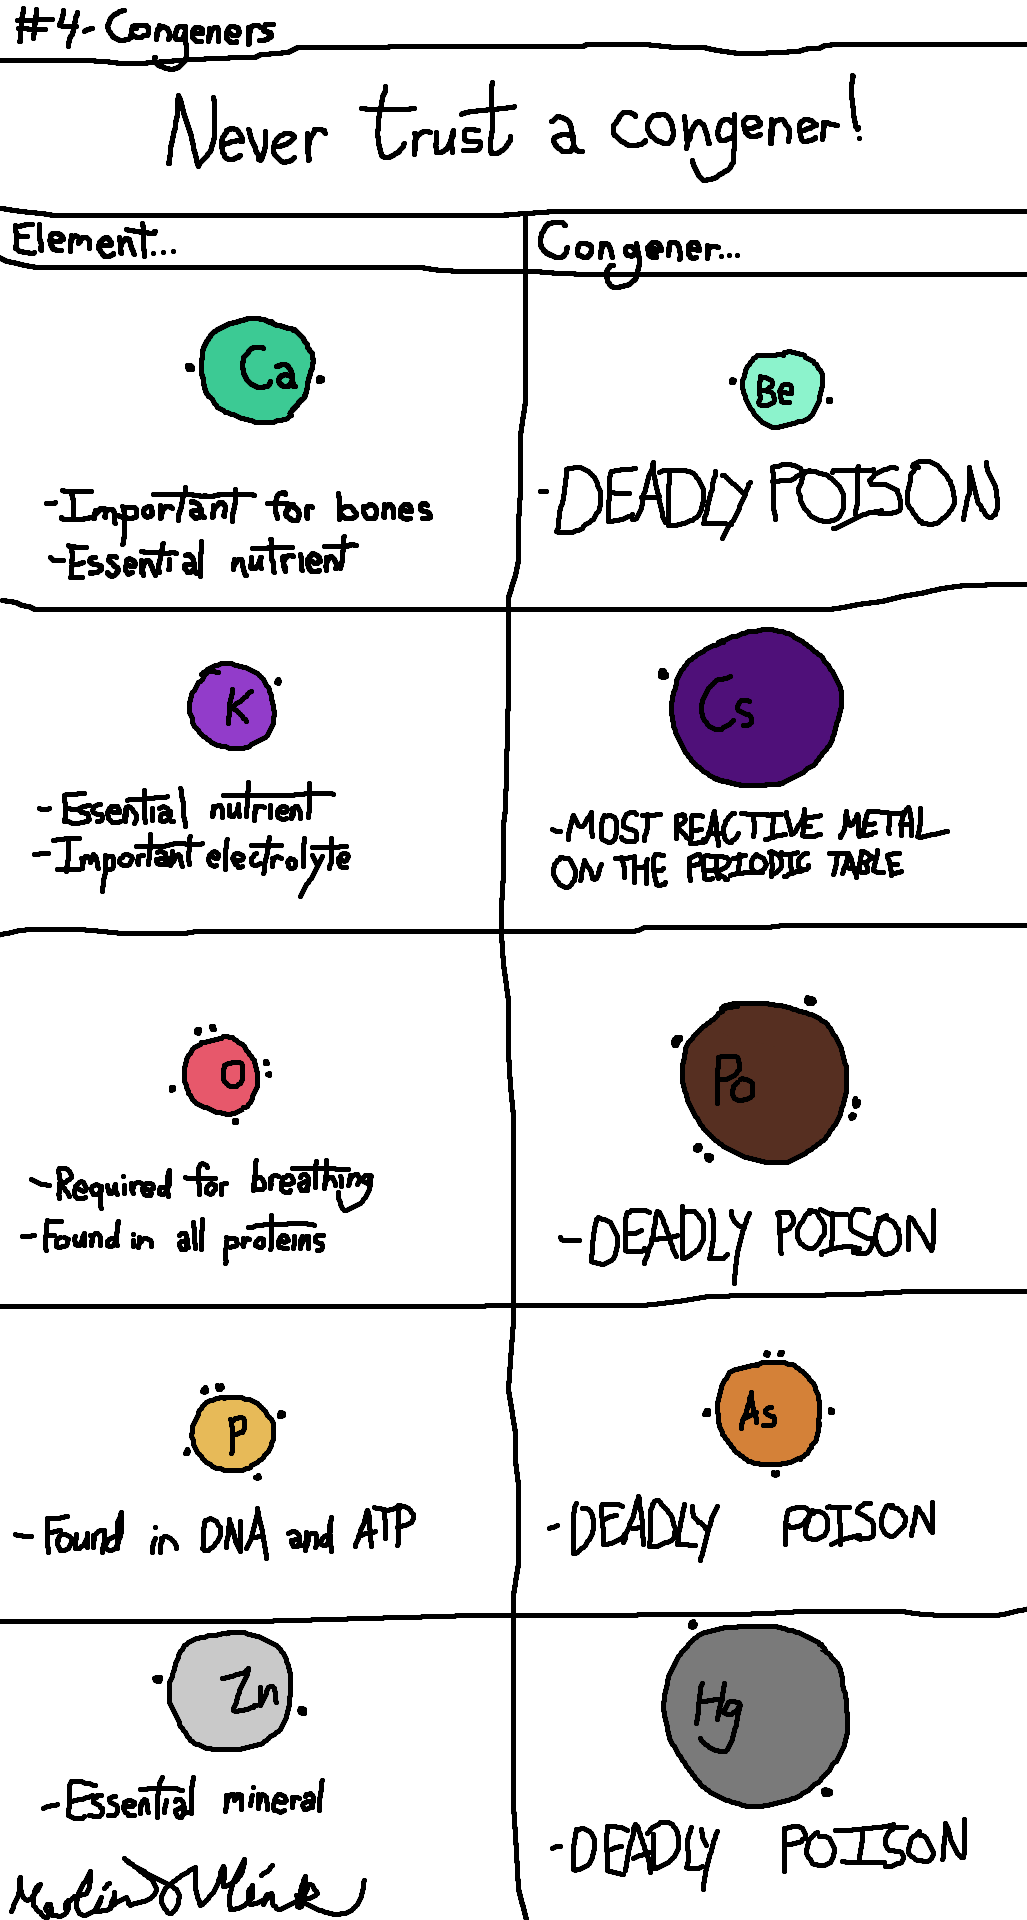 #4- Congeners
Never trust a congener!
Element...
Congener...
Ca
-Important for bones
-Essential nutrient
Be
-DEADLY POISON
K
-Essential nutrient
-Important electrolyte
Cs
-MOST REACTIVE METAL
ON THE PERIODIC TABLE
O
-Required for breathing
-Found in all proteins
Po
-DEADLY POISON
P
-Found in DNA and ATP
As
-DEADLY POISON
Zn
-Essential mineral
Hg
-DEADLY POISON